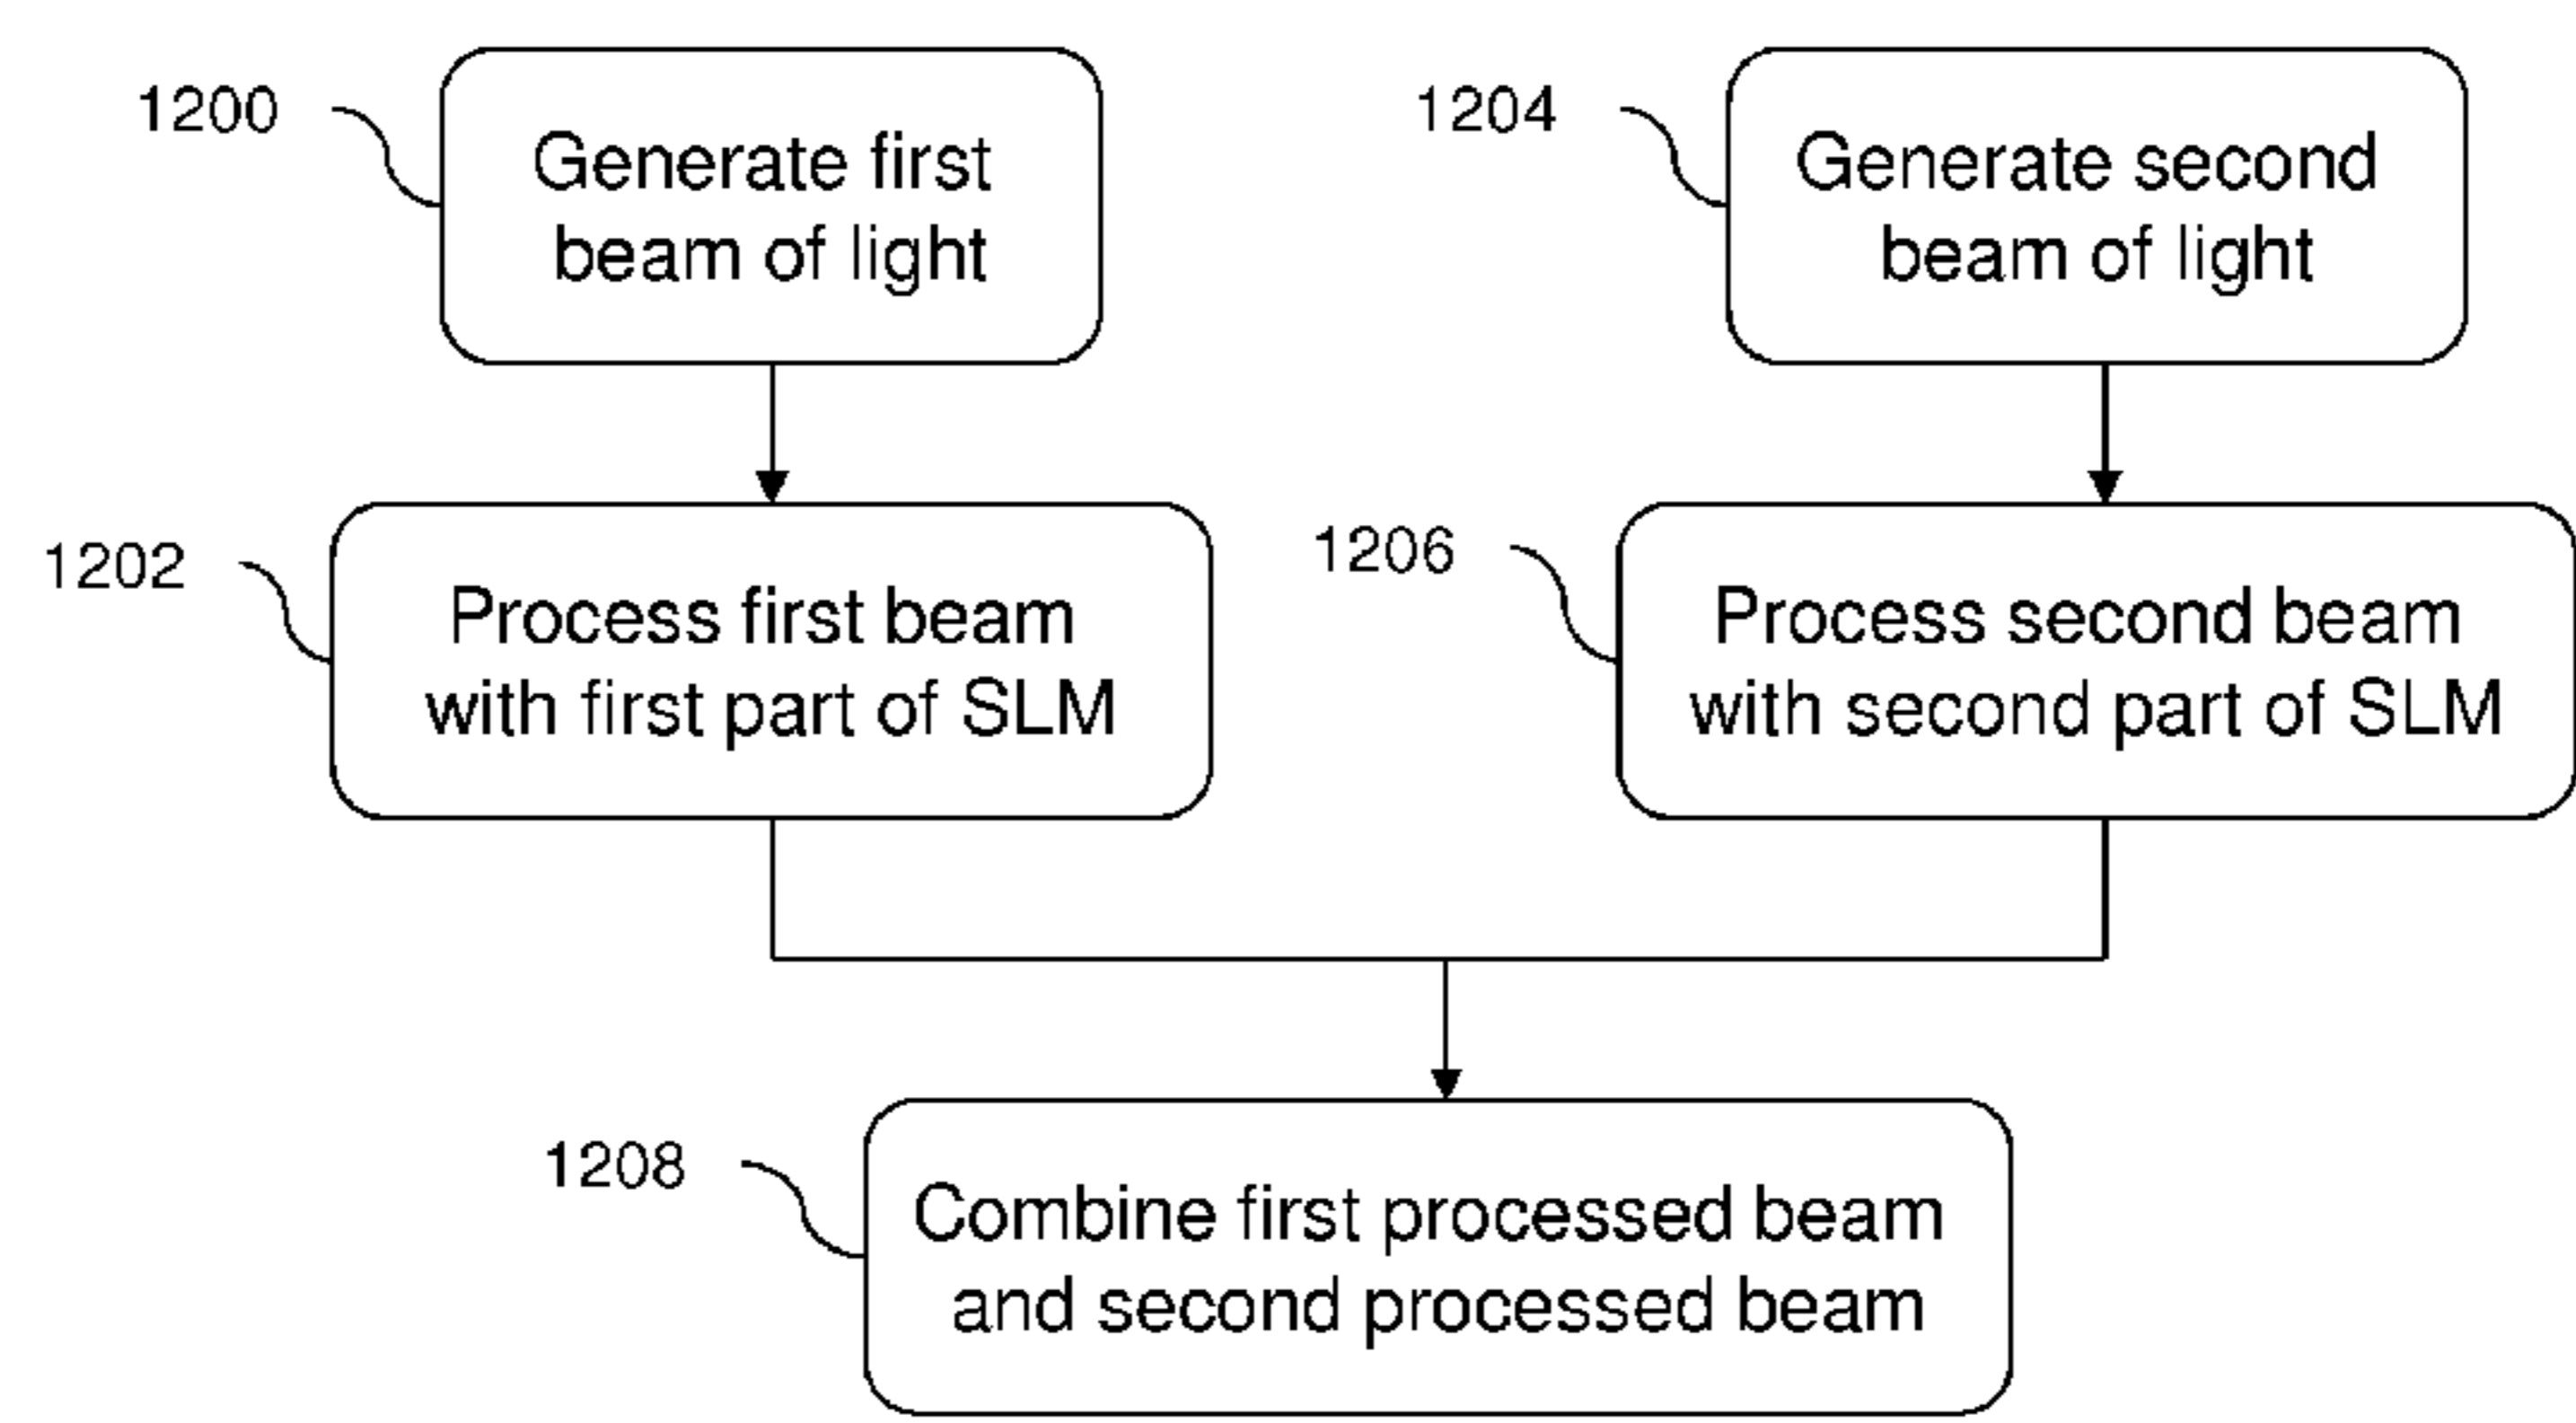 1200
Generate first
beam of light
1204
Generate second
beam of light
1202
Process first beam
with first part of SLM
1206
Process second beam
with second part of SLM
1208
Combine first processed beam
and second processed beam